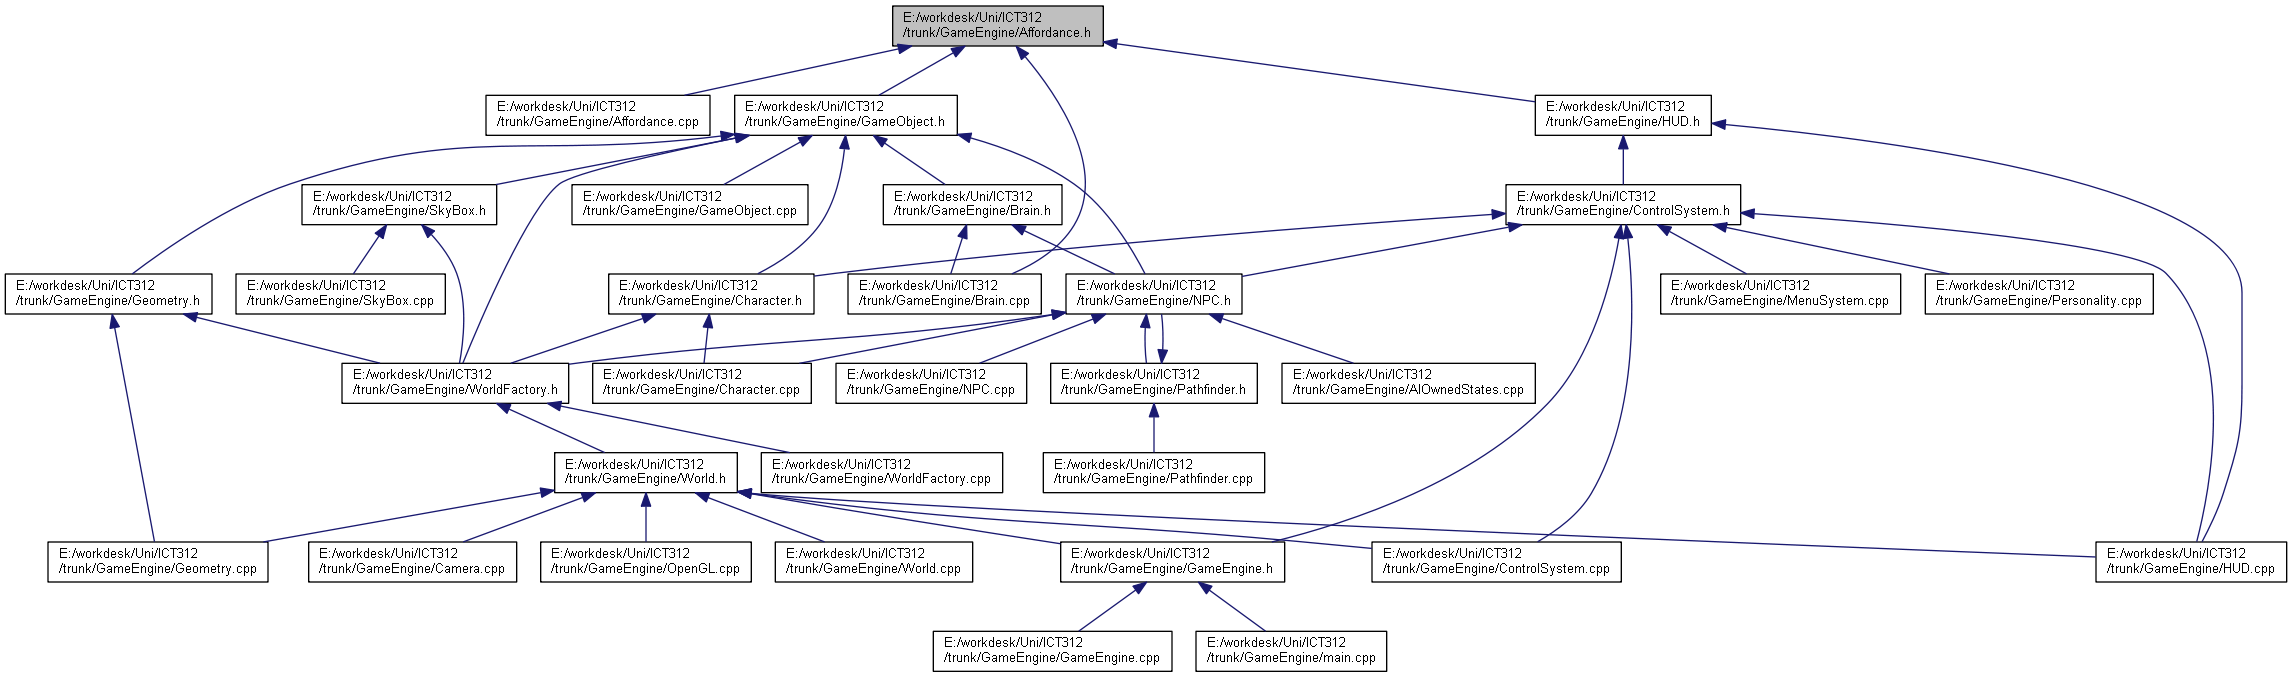 E:/workdesk/Uni/ICT312
/trunk/GameEngine/Affordance.h
E:/workdesk/Uni/ICT312
/trunk/GameEngine/Affordance.cpp
E:/workdesk/Uni/ICT312
/trunk/GameEngine/GameObject.h
E:/workdesk/Uni/ICT312
/trunk/GameEngine/HUD.h
E:/workdesk/Uni/ICT312
/trunk/GameEngine/SkyBox.h
E:/workdesk/Uni/ICT312
/trunk/GameEngine/GameObject.cpp
E:/workdesk/Uni/ICT312
/trunk/GameEngine/Brain.h
E:/workdesk/Uni/ICT312
/trunk/GameEngine/ControlSystem.h
E:/workdesk/Uni/ICT312
/trunk/GameEngine/Geometry.h
E:/workdesk/Uni/ICT312
/trunk/GameEngine/SkyBox.cpp
E:/workdesk/Uni/ICT312
/trunk/GameEngine/Character.h
E:/workdesk/Uni/ICT312
/trunk/GameEngine/Brain.cpp
E:/workdesk/Uni/ICT312
/trunk/GameEngine/NPC.h
E:/workdesk/Uni/ICT312
/trunk/GameEngine/MenuSystem.cpp
E:/workdesk/Uni/ICT312
/trunk/GameEngine/Personality.cpp
E:/workdesk/Uni/ICT312
/trunk/GameEngine/WorldFactory.h
E:/workdesk/Uni/ICT312
/trunk/GameEngine/Character.cpp
E:/workdesk/Uni/ICT312
/trunk/GameEngine/NPC.cpp
E:/workdesk/Uni/ICT312
/trunk/GameEngine/Pathfinder.h
E:/workdesk/Uni/ICT312
/trunk/GameEngine/AIOwnedStates.cpp
E:/workdesk/Uni/ICT312
/trunk/GameEngine/World.h
E:/workdesk/Uni/ICT312
/trunk/GameEngine/WorldFactory.cpp
E:/workdesk/Uni/ICT312
/trunk/GameEngine/Pathfinder.cpp
E:/workdesk/Uni/ICT312
/trunk/GameEngine/Geometry.cpp
E:/workdesk/Uni/ICT312
/trunk/GameEngine/Camera.cpp
E:/workdesk/Uni/ICT312
/trunk/GameEngine/OpenGL.cpp
E:/workdesk/Uni/ICT312
/trunk/GameEngine/World.cpp
E:/workdesk/Uni/ICT312
/trunk/GameEngine/GameEngine.h
E:/workdesk/Uni/ICT312
/trunk/GameEngine/ControlSystem.cpp
E:/workdesk/Uni/ICT312
/trunk/GameEngine/HUD.cpp
E:/workdesk/Uni/ICT312
/trunk/GameEngine/GameEngine.cpp
E:/workdesk/Uni/ICT312
/trunk/GameEngine/main.cpp